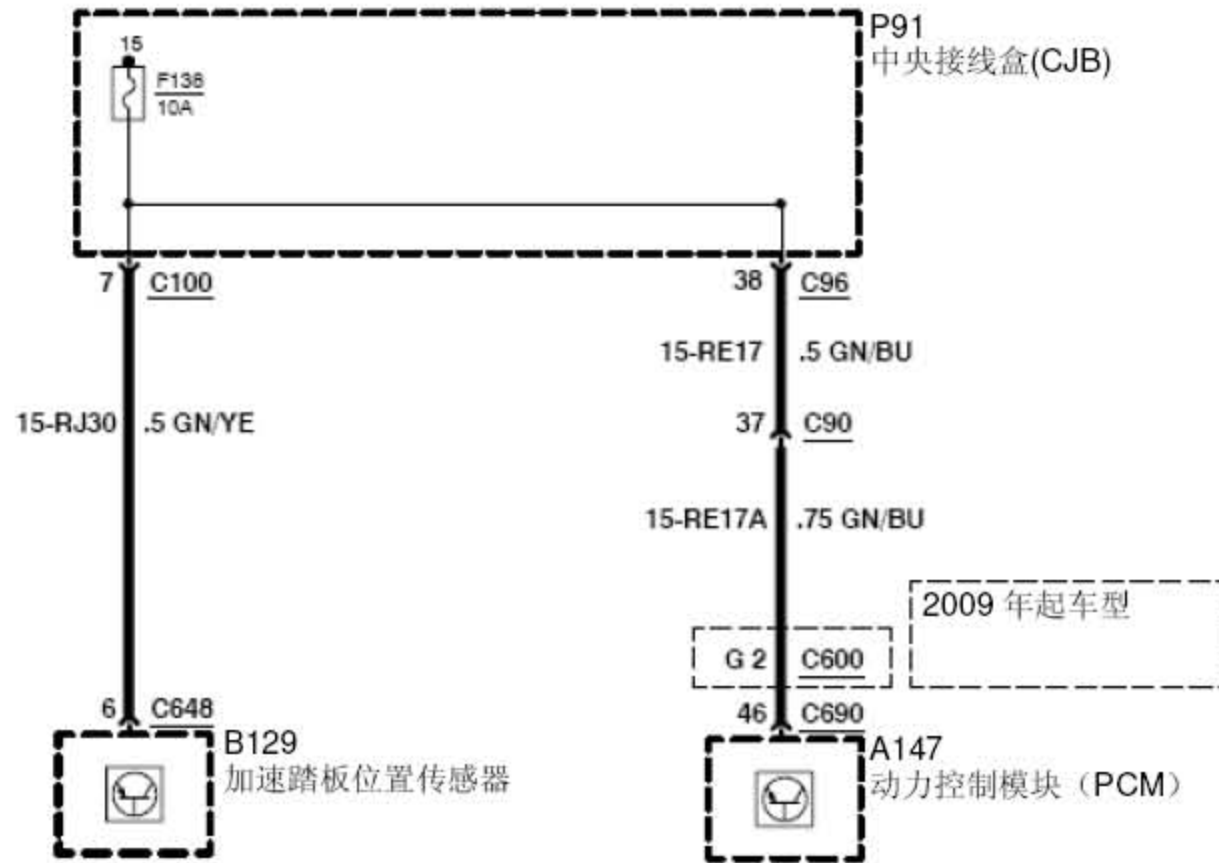 P91
中央接线盒(CJB)
15
F138
10A
7 C100
38 C96
15-RE17 .5 GN/BU
15-RJ30 .5 GN/YE
37 C90
15-RE17A .75 GN/BU
2009 年起车型
G 2 C600
6 C648
46 C690
B129
加速踏板位置传感器
A147
动力控制模块（PCM）